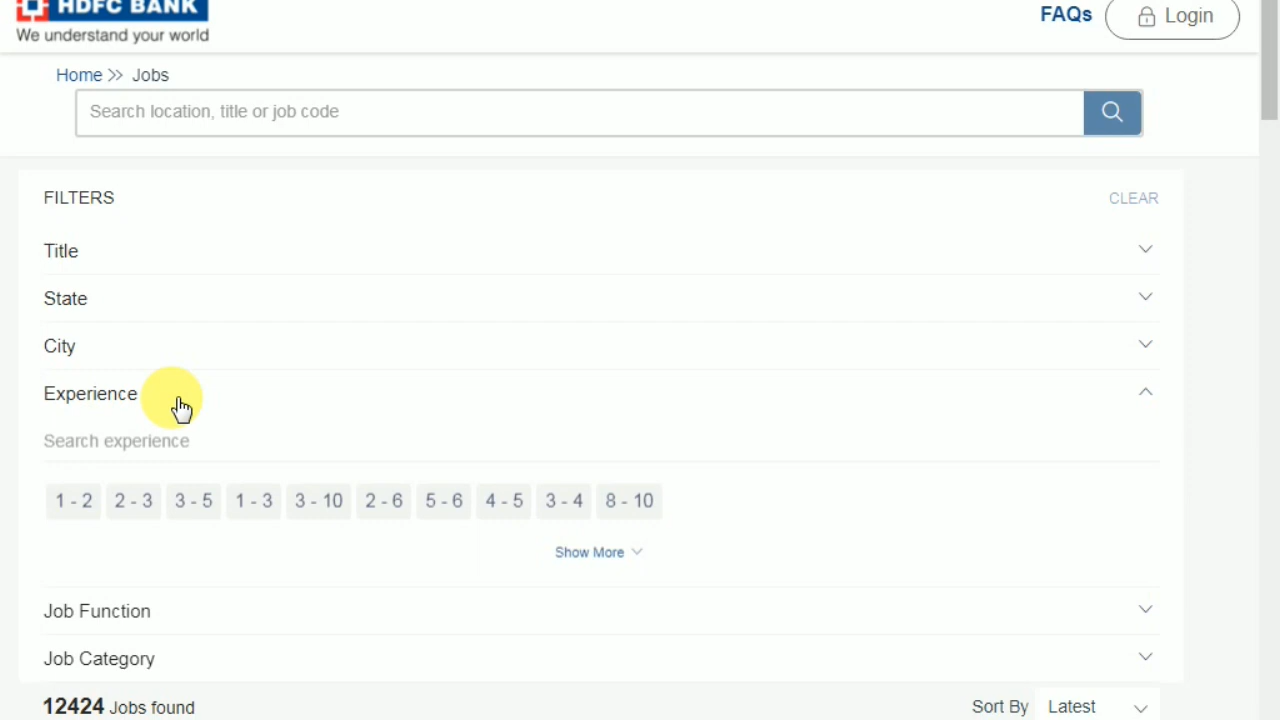 HDFC BANK
We understand your world
FAQs
Login
Home >> Jobs
Search location, title or job code
FILTERS
CLEAR
Title
State
City
Experience
Search experience
1 - 2 2 - 3 3 - 5 1 - 3 3 - 10 2 - 6 5 - 6 4 - 5 3 - 4 8 - 10
Show More
Job Function
Job Category
12424 Jobs found
Sort By Latest